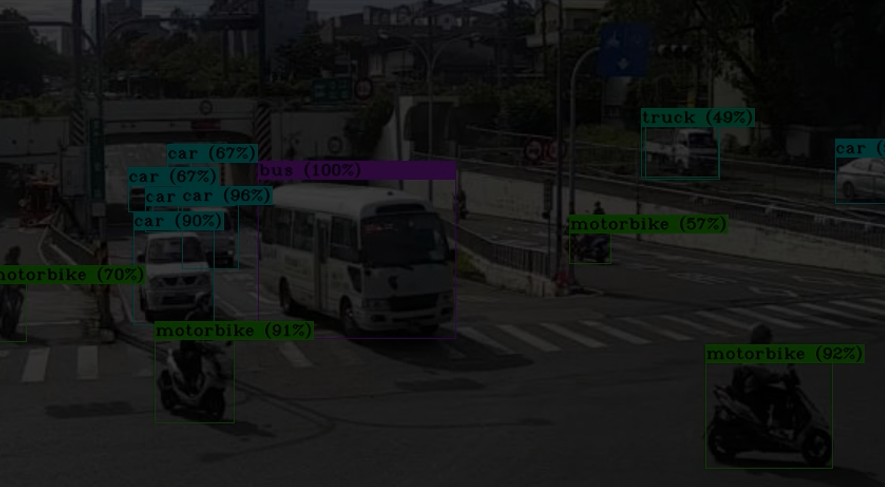 truck (49%)
car (
car (67%)
bus (100%)
car (67%)
car
car (96%)
car (90%)
motorbike (57%)
motorbike (70%)
motorbike (91%)
motorbike (92%)